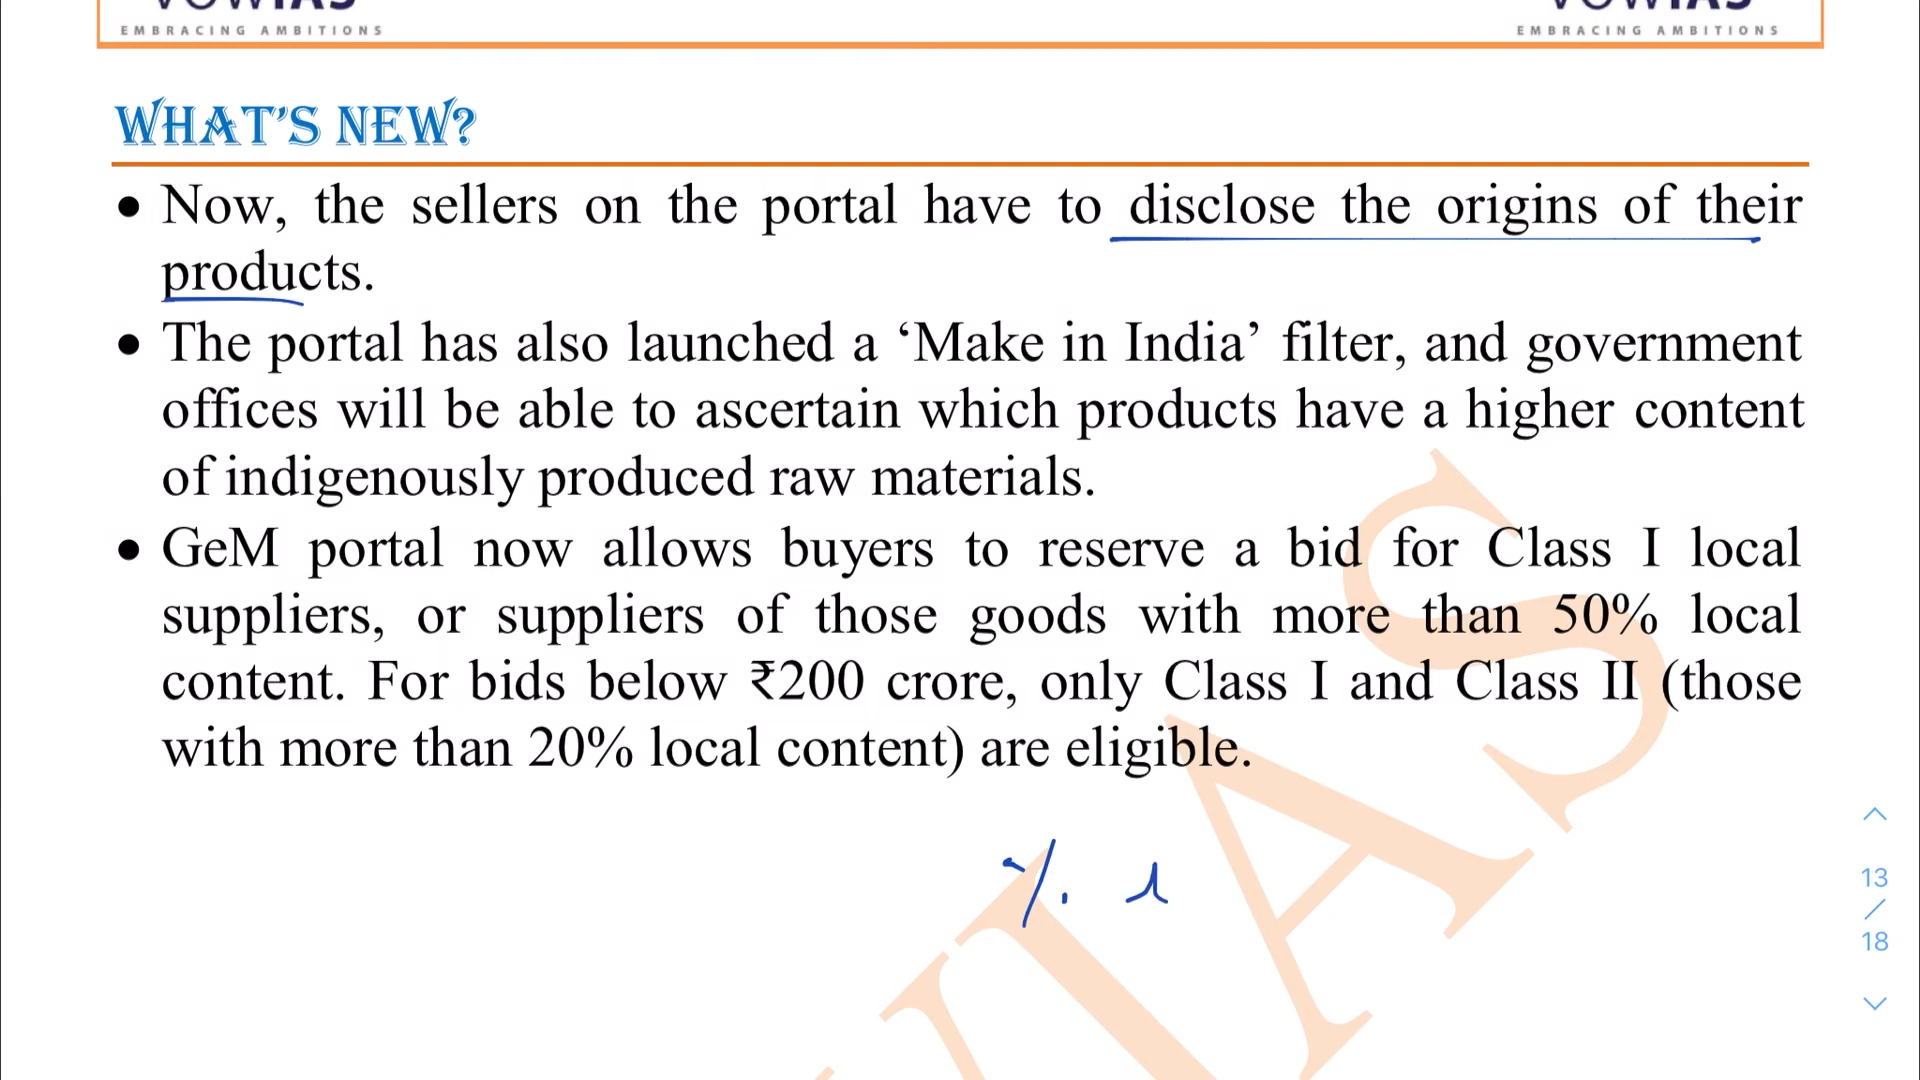 EMBRACING AMBITIONS
EMBRACING AMBITIONS
WHAT'S NEW?
• Now, the sellers on the portal have to disclose the origins of their
products.
• The portal has also launched a ‘Make in India’ filter, and government
offices will be able to ascertain which products have a higher content
of indigenously produced raw materials.
• GeM portal now allows buyers to reserve a bid for Class I local
suppliers, or suppliers of those goods with more than 50% local
content. For bids below ₹200 crore, only Class I and Class II (those
with more than 20% local content) are eligible.
%
13
/
18